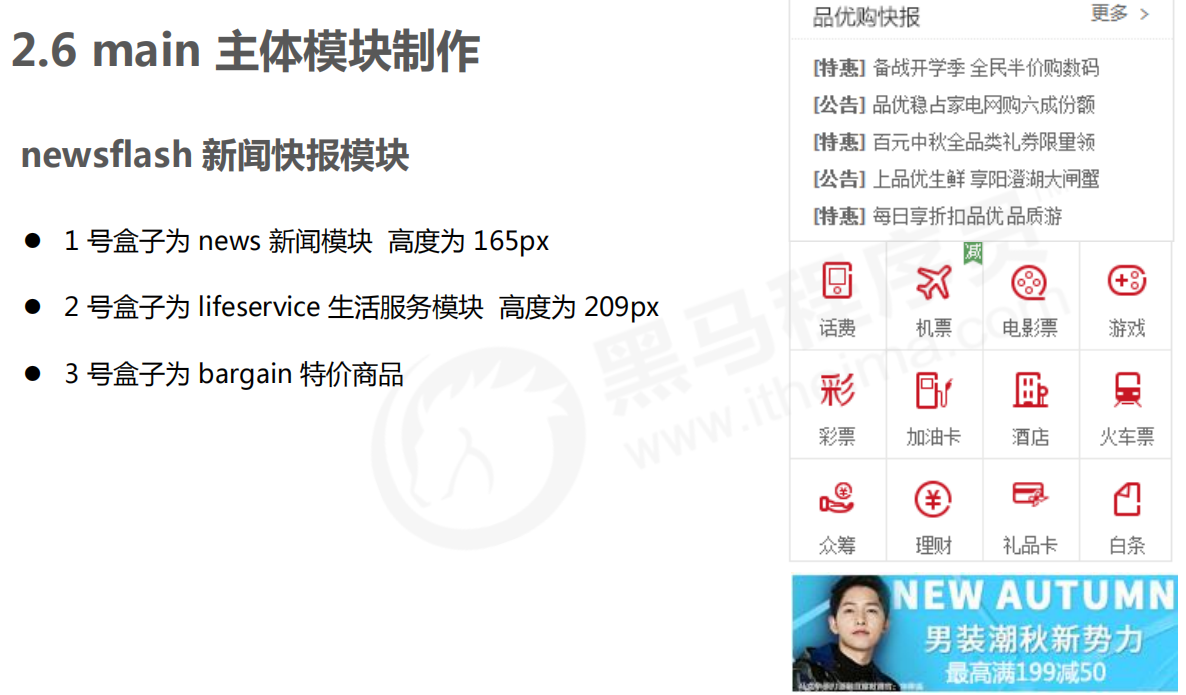 2.6 main 主体模块制作
newsflash 新闻快报模块
● 1 号盒子为 news 新闻模块 高度为 165px
● 2 号盒子为 lifeservice 生活服务模块 高度为 209px
● 3 号盒子为 bargain 特价商品
黑马程序员
www.itheima.com
品优购快报 更多 >
[特惠] 备战开学季 全民半价购数码
[公告] 品优稳占家电网购六成份额
[特惠] 百元中秋全品类礼券限量领
[公告] 上品优生鲜 享阳澄湖大闸蟹
[特惠] 每日享折扣品优品质游
减
话费 机票 电影票 游戏
彩
彩票 加油卡 酒店 火车票
众筹 理财 礼品卡 白条
NEW AUTUMN
男装潮秋新势力
最高满199减50